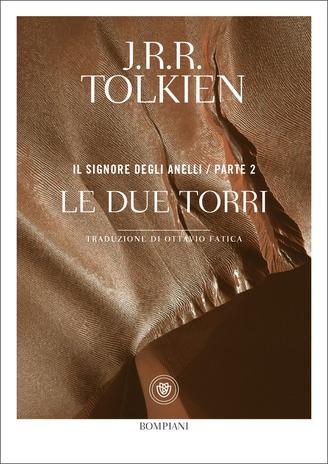 J.R.R.
TOLKIEN
IL SIGNORE DEGLI ANELLI / PARTE 2
LE DUE TORRI
TRADUZIONE DI OTTAVIO FATICA
BOMPIANI